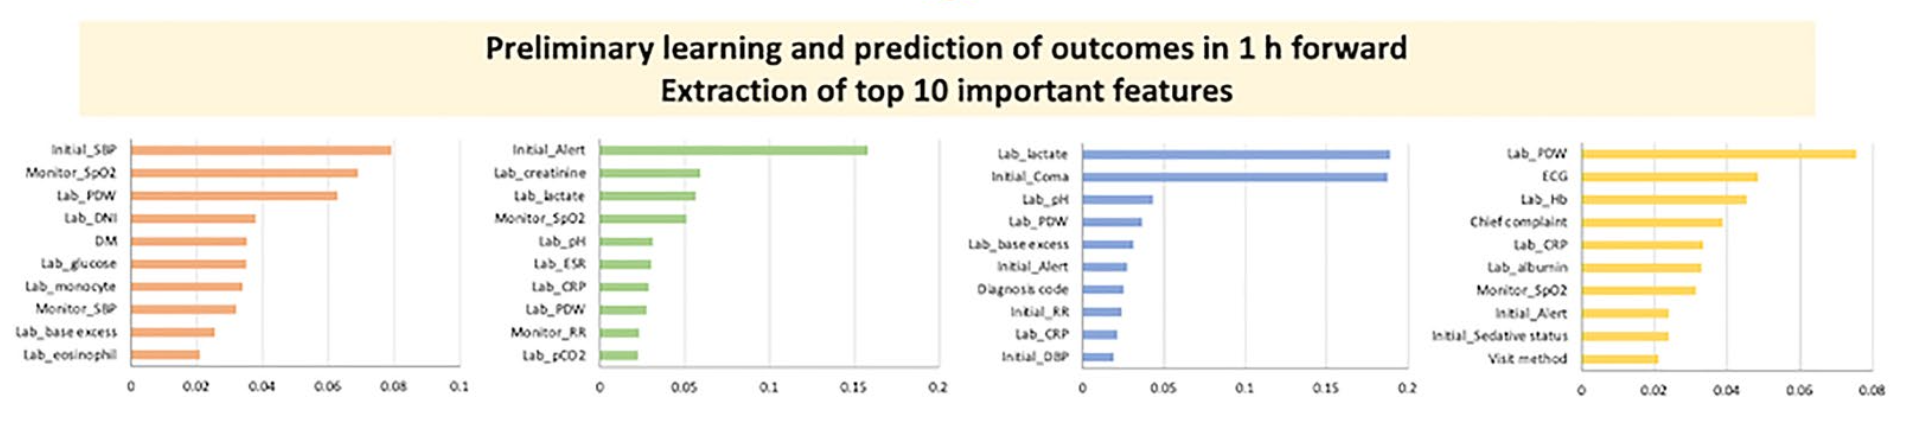 Preliminary learning and prediction of outcomes in 1 h forward
Extraction of top 10 important features
Initial_SBP
Monitor_SpO2
Lab_PDW
Lab_DNI
DM
Lab_glucose
Lab_monocyte
Monitor_SBP
Lab_base excess
Lab_eosinophil
0 0.02 0.04 0.06 0.08 0.1
Initial_Alert
Lab_creatinine
Lab_lactate
Monitor_SpO2
Lab_pH
Lab_ESR
Lab_CRP
Lab_PDW
Monitor_RR
Lab_pCO2
0 0.05 0.1 0.15 0.2
Lab_lactate
Initial_Coma
Lab_pH
Lab_PDW
Lab_base excess
Initial_Alert
Diagnosis code
Initial_RR
Lab_CRP
Initial_DBP
0 0.05 0.1 0.15 0.2
Lab_PDW
ECG
Lab_Hb
Chief complaint
Lab_CRP
Lab_albumin
Monitor_SpO2
Initial_Alert
Initial_Sedative status
Visit method
0 0.02 0.04 0.06 0.08